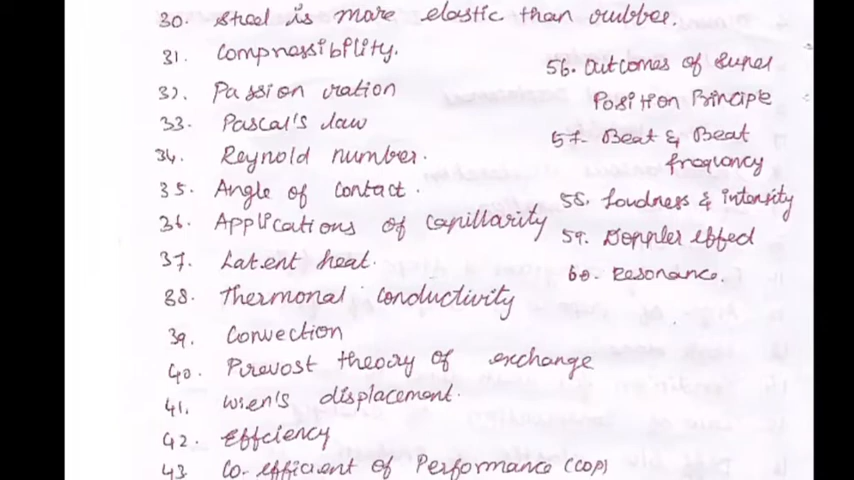 30. Steel is more elastic than rubber.
31. Compressibility.
32. Passion ration
33. Pascal's law
34. Reynold number.
35. Angle of contact.
36. Applications of capillarity
37. Latent heat.
38. Thermonal conductivity
39. Convection
40. Pirevost theory of exchange
41. Wien's displacement.
42. Effciency
43 Co-efficient of Performance (COP)
56. Outcomes of Super
Position Principe
57. Beat & Beat
frequency
58. Loudness & intensity
59. Doppler effed
60. Resonance.